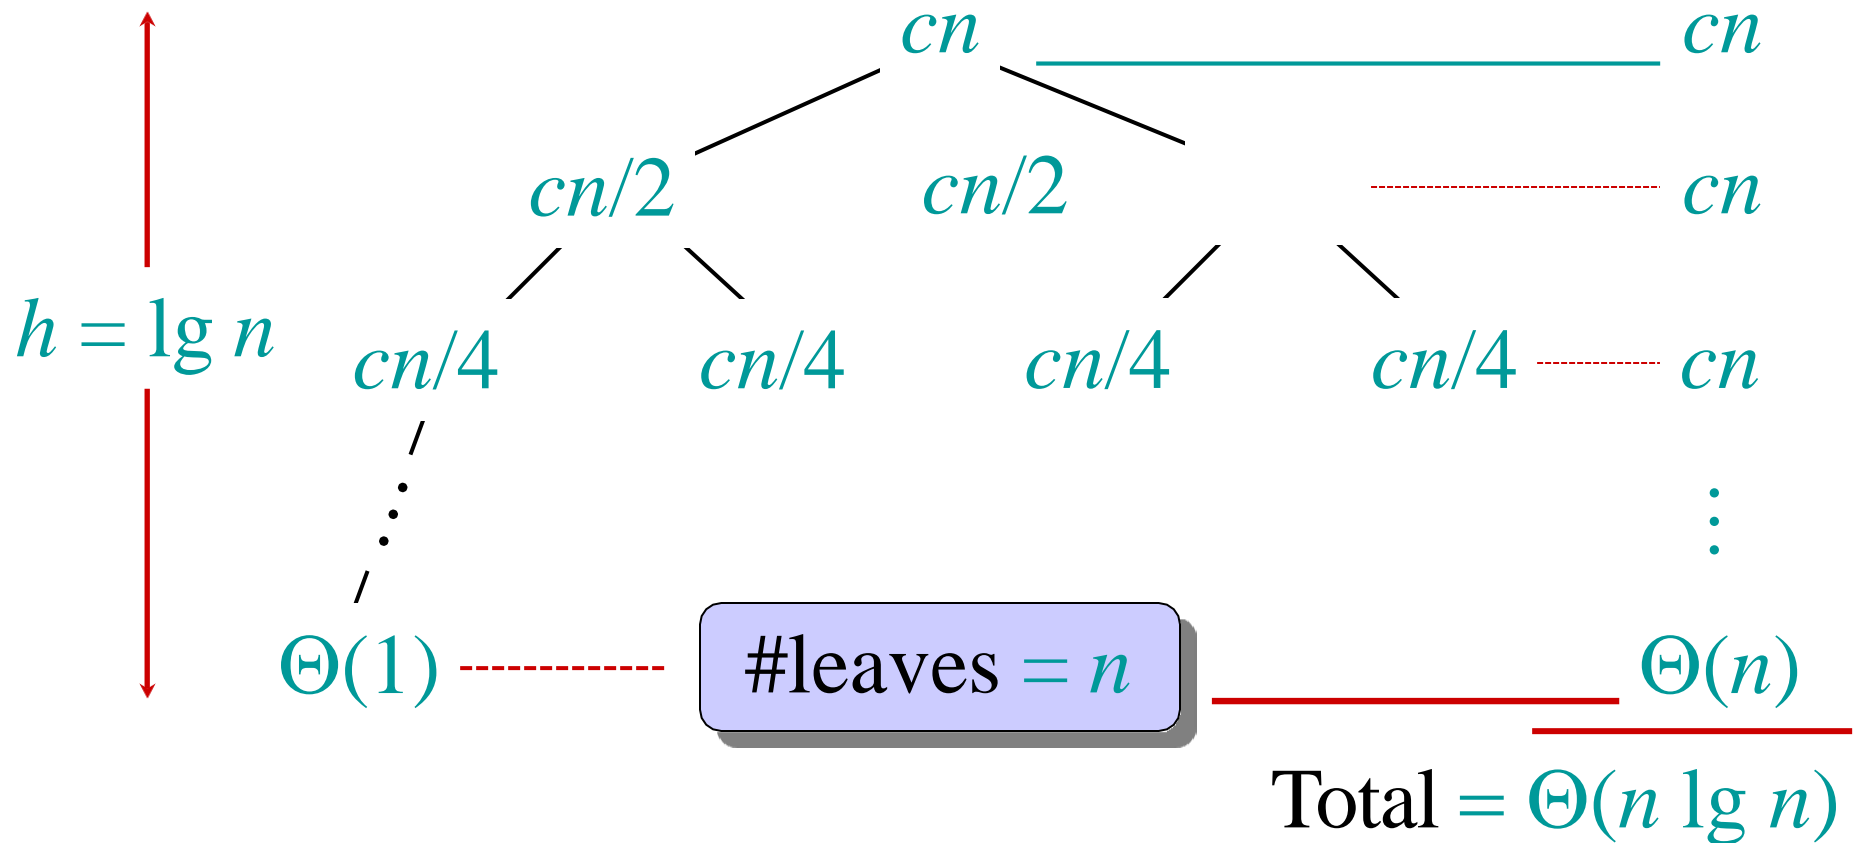 cn cn
cn/2 cn/2 cn
h = lg n
cn/4 cn/4 cn/4 cn/4 cn
Θ(1) #leaves = n Θ(n)
Total = Θ(n lg n)